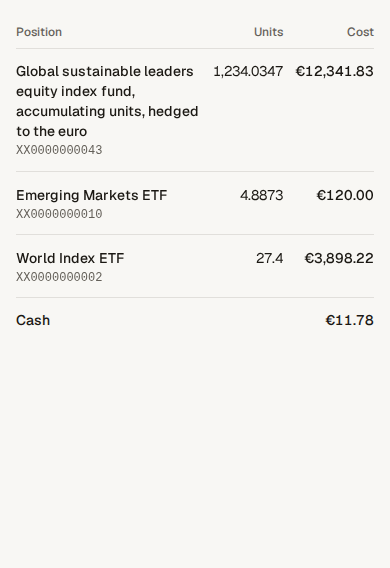 Position Units Cost
Global sustainable leaders 1,234.0347 €12,341.83
equity index fund,
accumulating units, hedged
to the euro
XX0000000043
Emerging Markets ETF 4.8873 €120.00
XX0000000010
World Index ETF 27.4 €3,898.22
XX0000000002
Cash €11.78